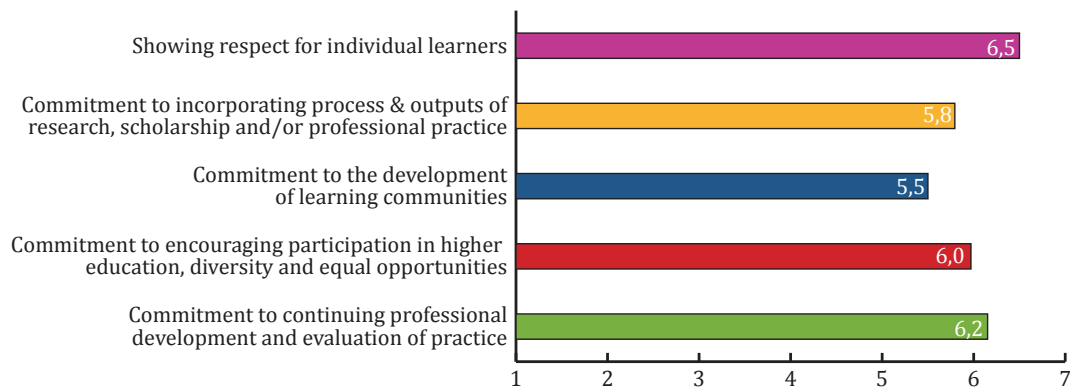 Showing respect for individual learners
6,5
Commitment to incorporating process & outputs of
research, scholarship and/or professional practice
5,8
Commitment to the development
of learning communities
5,5
Commitment to encouraging participation in higher
education, diversity and equal opportunities
6,0
Commitment to continuing professional
development and evaluation of practice
6,2
1 2 3 4 5 6 7